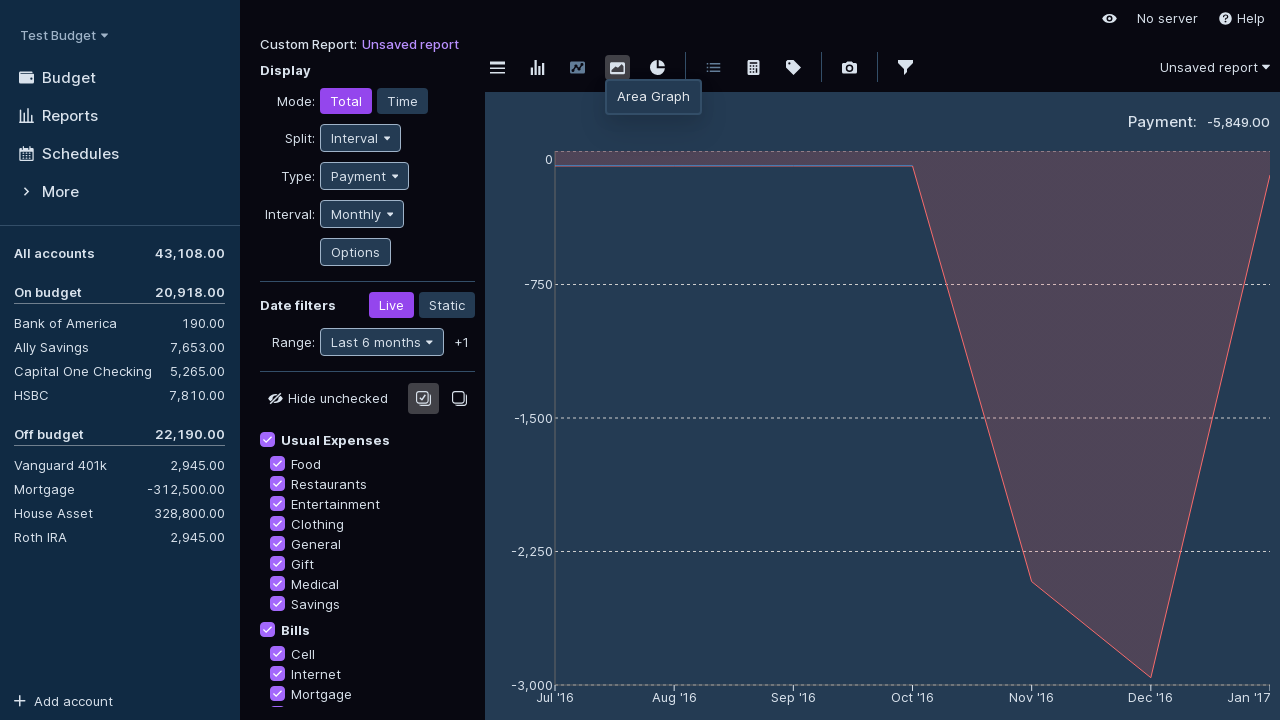 Test Budget
Budget
Reports
Schedules
More
All accounts 43,108.00
On budget 20,918.00
Bank of America 190.00
Ally Savings 7,653.00
Capital One Checking 5,265.00
HSBC 7,810.00
Off budget 22,190.00
Vanguard 401k 2,945.00
Mortgage -312,500.00
House Asset 328,800.00
Roth IRA 2,945.00
Add account
No server
Help
Custom Report: Unsaved report
Display
Mode: Total Time
Split: Interval
Type: Payment
Interval: Monthly
Options
Date filters Live Static
Range: Last 6 months +1
Hide unchecked
Usual Expenses
Food
Restaurants
Entertainment
Clothing
General
Gift
Medical
Savings
Bills
Cell
Internet
Mortgage
Unsaved report
Area Graph
Payment: -5,849.00
0
-750
-1,500
-2,250
-3,000
Jul '16 Aug '16 Sep '16 Oct '16 Nov '16 Dec '16 Jan '17